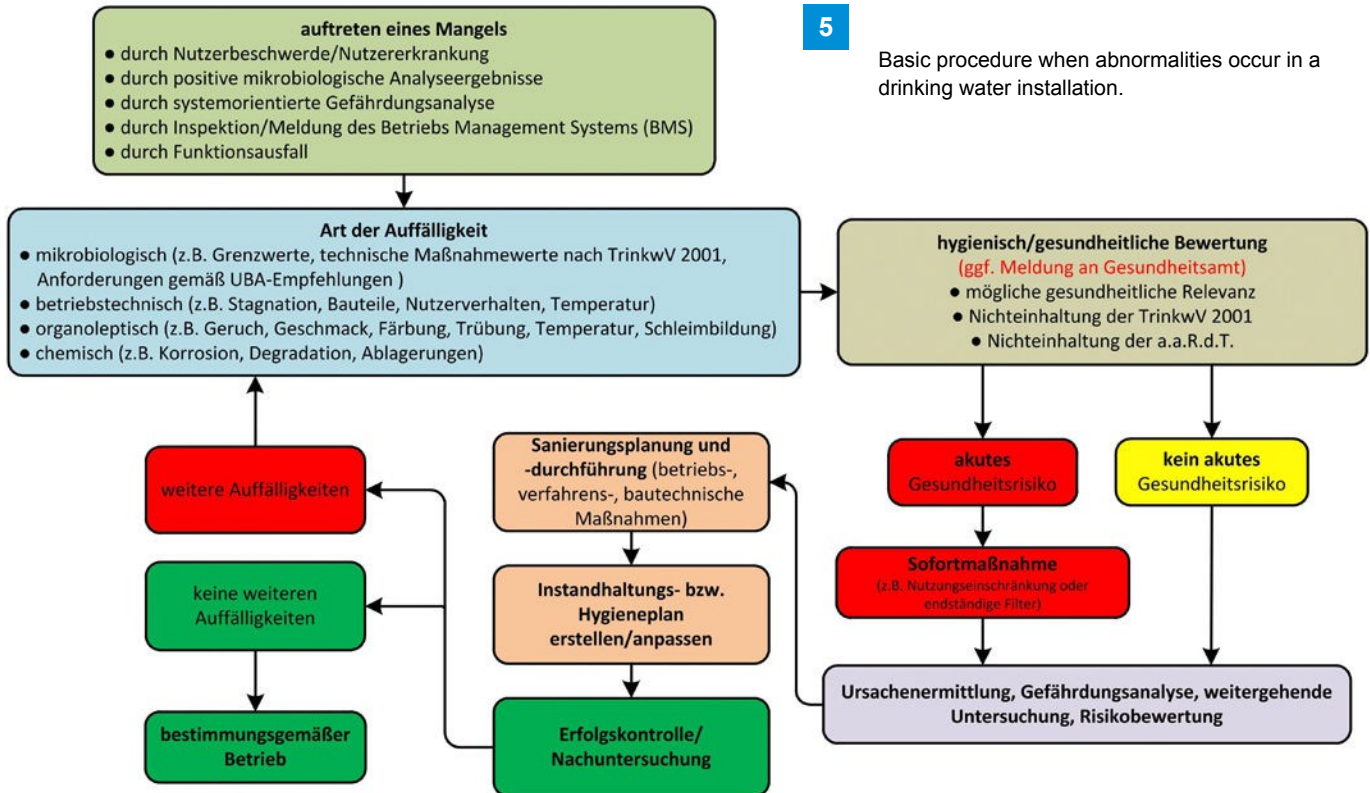 auftreten eines Mangels
● durch Nutzerbeschwerde/Nutzererkrankung
● durch positive mikrobiologische Analyseergebnisse
● durch systemorientierte Gefährdungsanalyse
● durch Inspektion/Meldung des Betriebs Management Systems (BMS)
● durch Funktionsausfall
5
Basic procedure when abnormalities occur in a
drinking water installation.
Art der Auffälligkeit
● mikrobiologisch (z.B. Grenzwerte, technische Maßnahmewerte nach TrinkwV 2001,
Anforderungen gemäß UBA-Empfehlungen )
● betriebstechnisch (z.B. Stagnation, Bauteile, Nutzerverhalten, Temperatur)
● organoleptisch (z.B. Geruch, Geschmack, Färbung, Trübung, Temperatur, Schleimbildung)
● chemisch (z.B. Korrosion, Degradation, Ablagerungen)
hygienisch/gesundheitliche Bewertung
(ggf. Meldung an Gesundheitsamt)
● mögliche gesundheitliche Relevanz
● Nichteinhaltung der TrinkwV 2001
● Nichteinhaltung der a.a.R.d.T.
akutes
Gesundheitsrisiko
kein akutes
Gesundheitsrisiko
Sofortmaßnahme
(z.B. Nutzungseinschränkung oder
endständige Filter)
Ursachenermittlung, Gefährdungsanalyse, weitergehende
Untersuchung, Risikobewertung
Sanierungsplanung und
-durchführung (betriebs-,
verfahrens-, bautechnische
Maßnahmen)
Instandhaltungs- bzw.
Hygieneplan
erstellen/anpassen
Erfolgskontrolle/
Nachuntersuchung
weitere Auffälligkeiten
keine weiteren
Auffälligkeiten
bestimmungsgemäßer
Betrieb